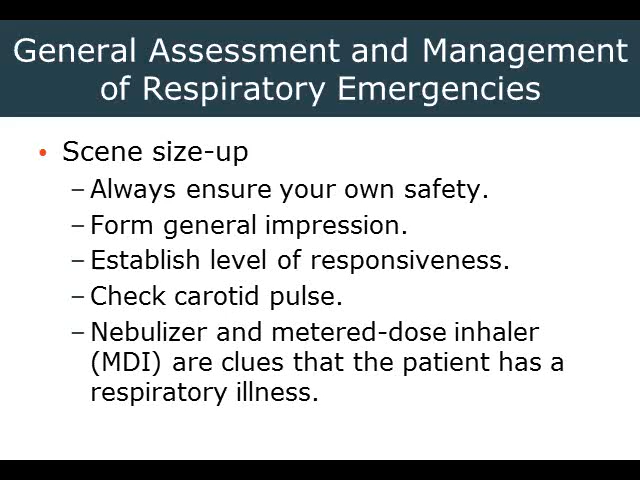 General Assessment and Management
of Respiratory Emergencies
• Scene size-up
– Always ensure your own safety.
– Form general impression.
– Establish level of responsiveness.
– Check carotid pulse.
– Nebulizer and metered-dose inhaler
(MDI) are clues that the patient has a
respiratory illness.